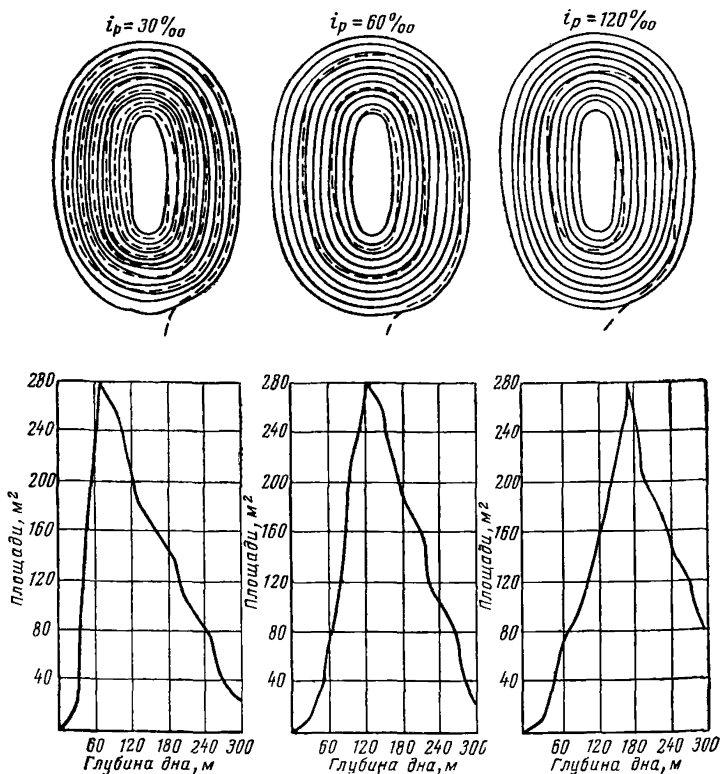 i_p = 30 ‰ i_p = 60 ‰ i_p = 120 ‰
280 280 280
240 240 240
200 200 200
160 160 160
120 120 120
80 80 80
40 40 40
Площади, м² Площади, м² Площади, м²
60 120 180 240 300 60 120 180 240 300 60 120 180 240 300
Глубина дна, м Глубина дна, м Глубина дна, м